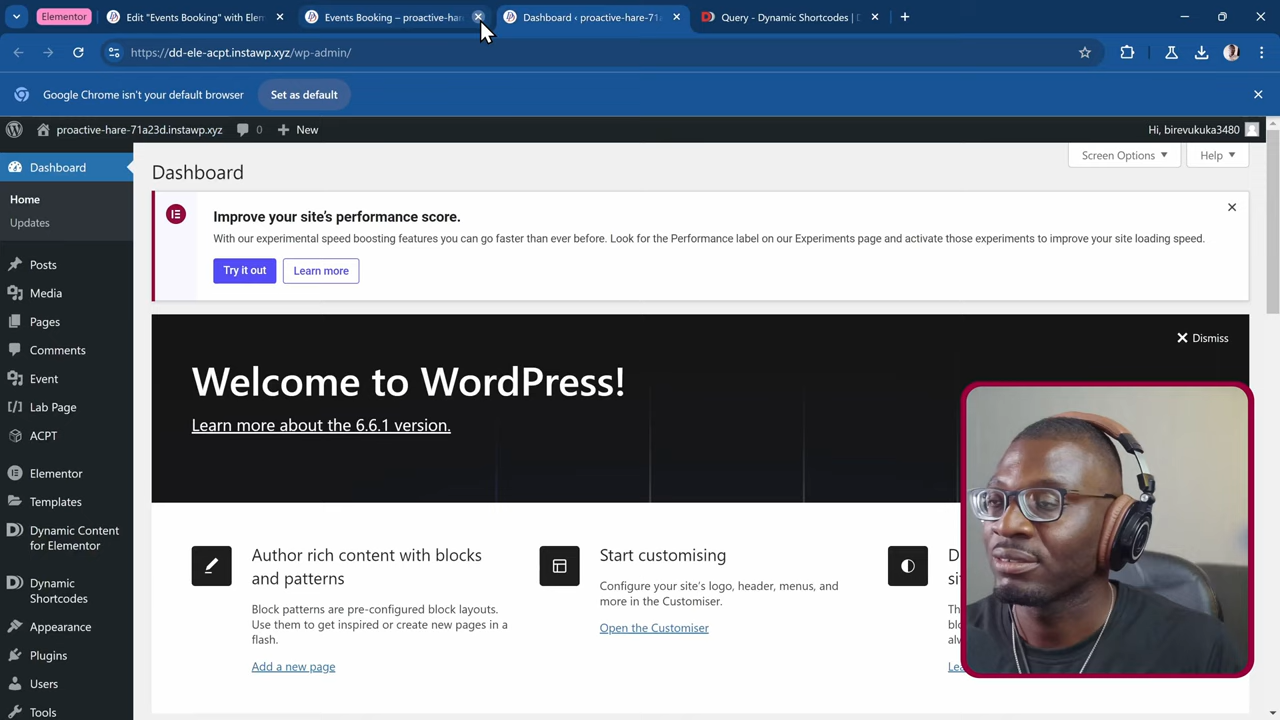 Elementor
Edit "Events Booking" with Elem
Events Booking – proactive-har
Dashboard ‹ proactive-hare-71a
Query - Dynamic Shortcodes |
https://dd-ele-acpt.instawp.xyz/wp-admin/
Google Chrome isn't your default browser
Set as default
proactive-hare-71a23d.instawp.xyz
0
New
Hi, birevukuka3480
Dashboard
Home
Updates
Posts
Media
Pages
Comments
Event
Lab Page
ACPT
Elementor
Templates
Dynamic Content
for Elementor
Dynamic
Shortcodes
Appearance
Plugins
Users
Tools
Dashboard
Screen Options
Help
Improve your site's performance score.
With our experimental speed boosting features you can go faster than ever before. Look for the Performance label on our Experiments page and activate those experiments to improve your site loading speed.
Try it out
Learn more
Dismiss
Welcome to WordPress!
Learn more about the 6.6.1 version.
Author rich content with blocks
and patterns
Block patterns are pre-configured block layouts.
Use them to get inspired or create new pages in a
flash.
Add a new page
Start customising
Configure your site's logo, header, menus, and
more in the Customiser.
Open the Customiser